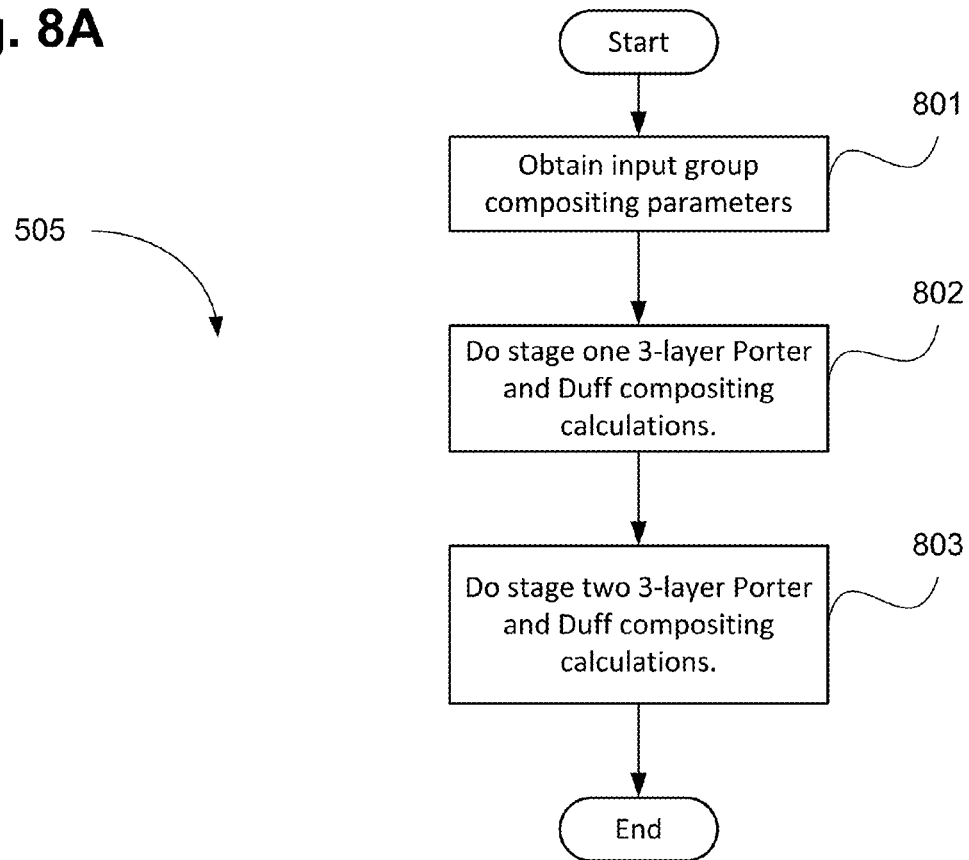 g. 8A
Start
801
Obtain input group
compositing parameters
505
802
Do stage one 3-layer Porter
and Duff compositing
calculations.
803
Do stage two 3-layer Porter
and Duff compositing
calculations.
End